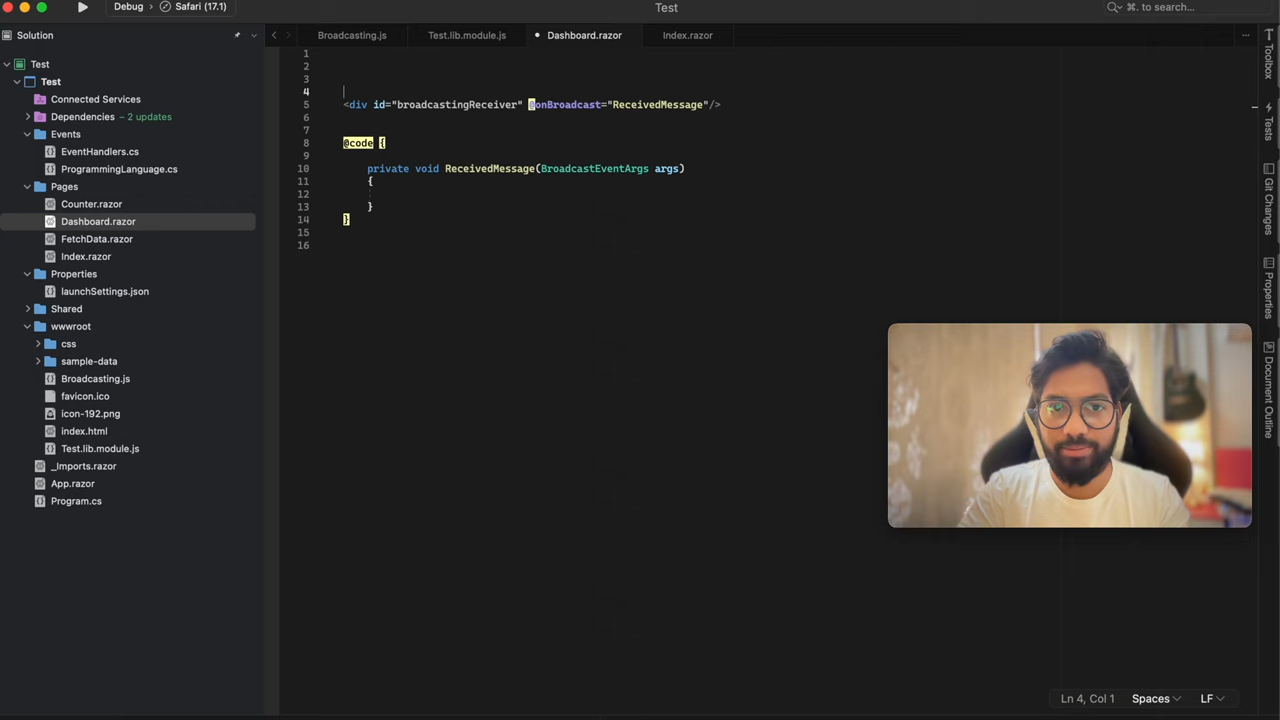 Debug
Safari (17.1)
Test
⌘. to search...
Solution
Broadcasting.js
Test.lib.module.js
Dashboard.razor
Index.razor
Test
Test
Connected Services
Dependencies – 2 updates
Events
EventHandlers.cs
ProgrammingLanguage.cs
Pages
Counter.razor
Dashboard.razor
FetchData.razor
Index.razor
Properties
launchSettings.json
Shared
wwwroot
css
sample-data
Broadcasting.js
favicon.ico
icon-192.png
index.html
Test.lib.module.js
_Imports.razor
App.razor
Program.cs
1
2
3
4
5 <div id="broadcastingReceiver" @onBroadcast="ReceivedMessage"/>
6
7
8 @code {
9
10 private void ReceivedMessage(BroadcastEventArgs args)
11 {
12
13 }
14 }
15
16
Toolbox
Tests
Git Changes
Properties
Document Outline
Ln 4, Col 1
Spaces
LF